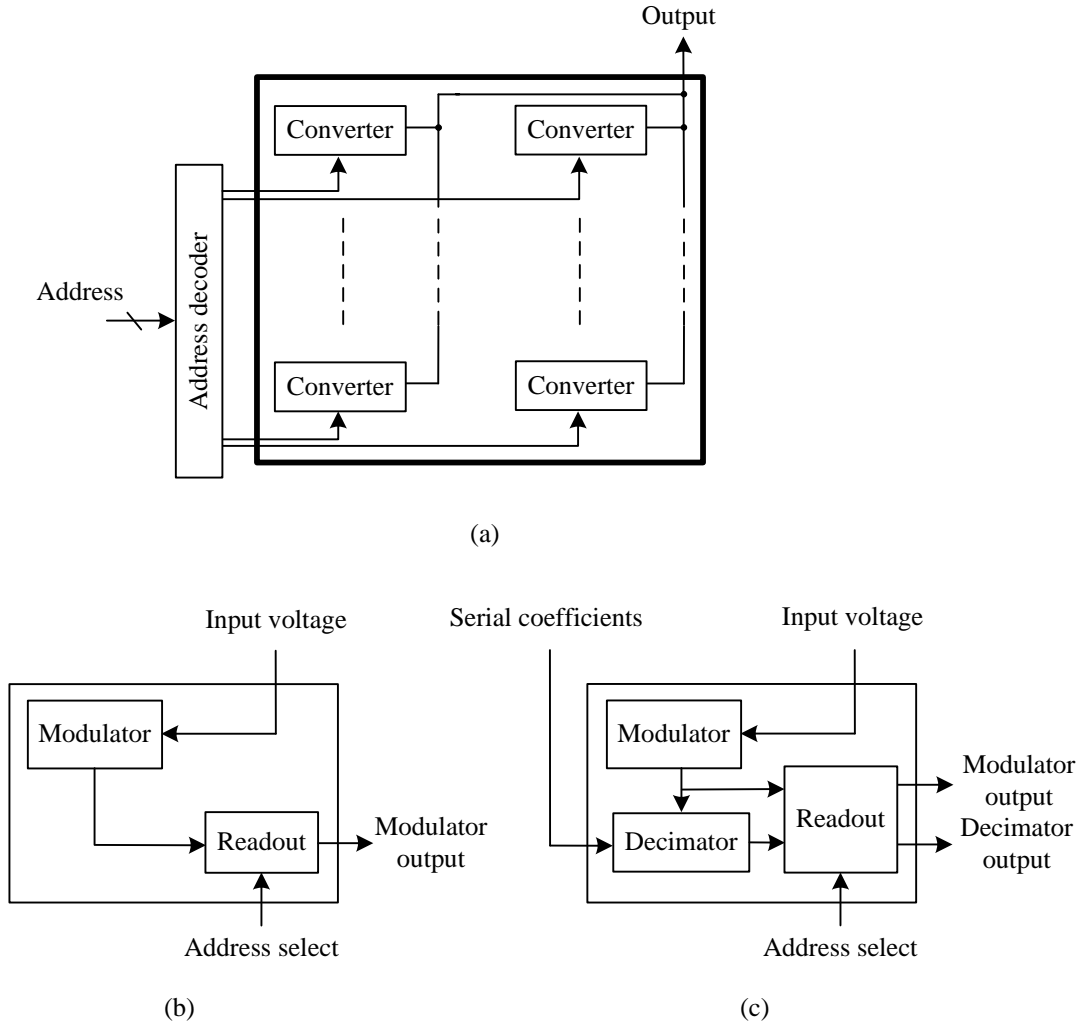 Output
Converter
Converter
Address
Address decoder
Converter
Converter
(a)
Input voltage
Serial coefficients
Input voltage
Modulator
Readout
Modulator
output
Address select
Modulator
Decimator
Readout
Modulator
output
Decimator
output
Address select
(b)
(c)